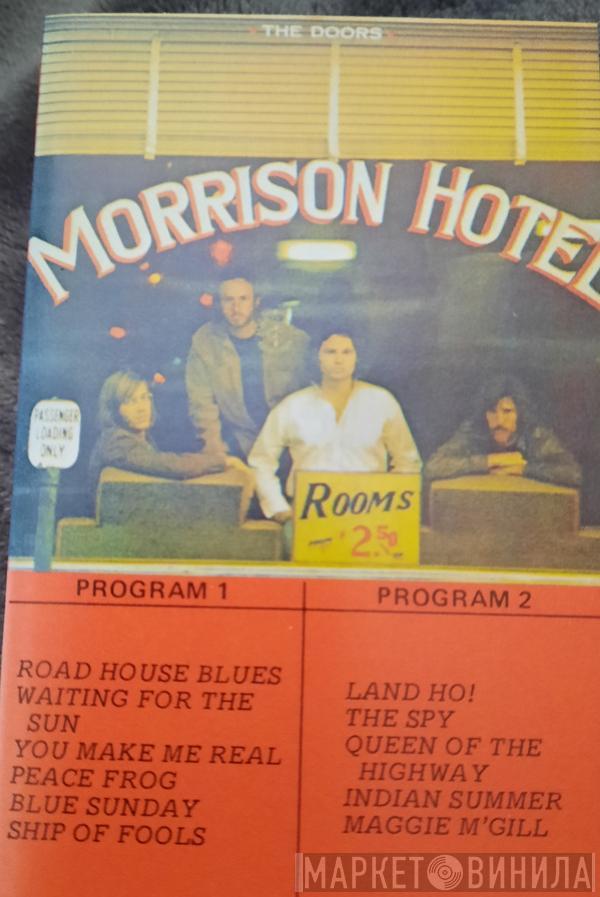 THE DOORS
MORRISON HOTEL
PASSENGER
LOADING
ONLY
ROOMS
2.50
PROGRAM 1
ROAD HOUSE BLUES
WAITING FOR THE
SUN
YOU MAKE ME REAL
PEACE FROG
BLUE SUNDAY
SHIP OF FOOLS
PROGRAM 2
LAND HO!
THE SPY
QUEEN OF THE
HIGHWAY
INDIAN SUMMER
MAGGIE M'GILL
МАРКЕТ ВИНИЛА